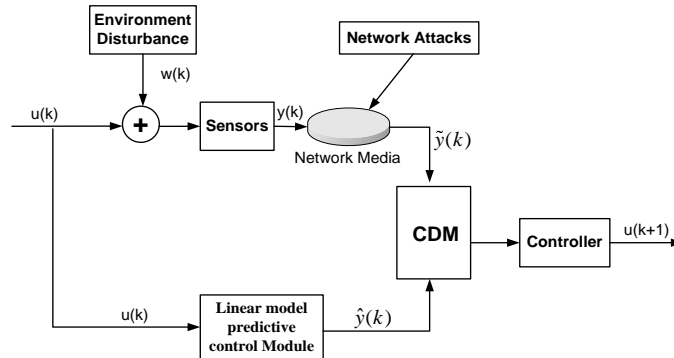 Environment
Disturbance
Network Attacks
w(k)
u(k)
+
Sensors
y(k)
Network Media
ỹ(k)
CDM
Controller
u(k+1)
u(k)
Linear model
predictive
control Module
ŷ(k)